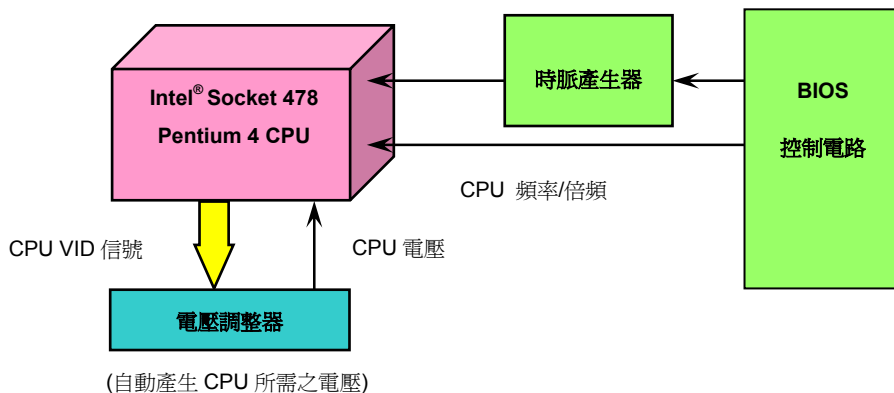 Intel® Socket 478
Pentium 4 CPU
時脈產生器
BIOS
控制電路
CPU 頻率/倍頻
CPU VID 信號
CPU 電壓
電壓調整器
(自動產生 CPU 所需之電壓)